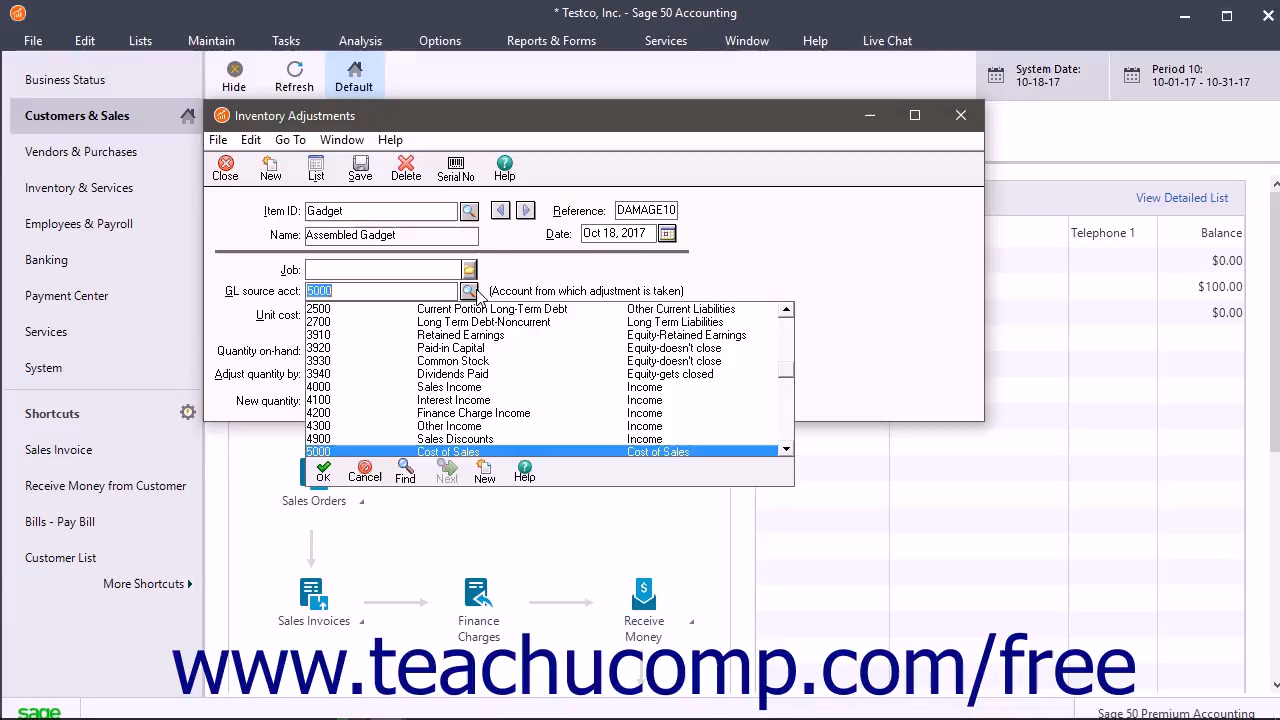 * Testco, Inc. - Sage 50 Accounting
File Edit Lists Maintain Tasks Analysis Options Reports & Forms Services Window Help Live Chat
Business Status
Customers & Sales
Vendors & Purchases
Inventory & Services
Employees & Payroll
Banking
Payment Center
Services
System
Shortcuts
Sales Invoice
Receive Money from Customer
Bills - Pay Bill
Customer List
More Shortcuts
Hide Refresh Default
System Date:
10-18-17
Period 10:
10-01-17 - 10-31-17
Inventory Adjustments
File Edit Go To Window Help
Close New List Save Delete Serial No Help
Item ID: Gadget Reference: DAMAGE10
Name: Assembled Gadget Date: Oct 18, 2017
Job:
GL source acct: 5000 (Account from which adjustment is taken)
Unit cost:
Quantity on-hand:
Adjust quantity by:
New quantity:
2500 Current Portion Long-Term Debt Other Current Liabilities
2700 Long Term Debt-Noncurrent Long Term Liabilities
3910 Retained Earnings Equity-Retained Earnings
3920 Paid-in Capital Equity-doesn't close
3930 Common Stock Equity-doesn't close
3940 Dividends Paid Equity-gets closed
4000 Sales Income Income
4100 Interest Income Income
4200 Finance Charge Income Income
4300 Other Income Income
4900 Sales Discounts Income
5000 Cost of Sales Cost of Sales
OK Cancel Find Next New Help
View Detailed List
Telephone 1 Balance
$0.00
$100.00
$0.00
Sales Orders
Sales Invoices
Finance
Charges
Receive
Money
www.teachucomp.com/free
sage
Sage 50 Premium Accounting